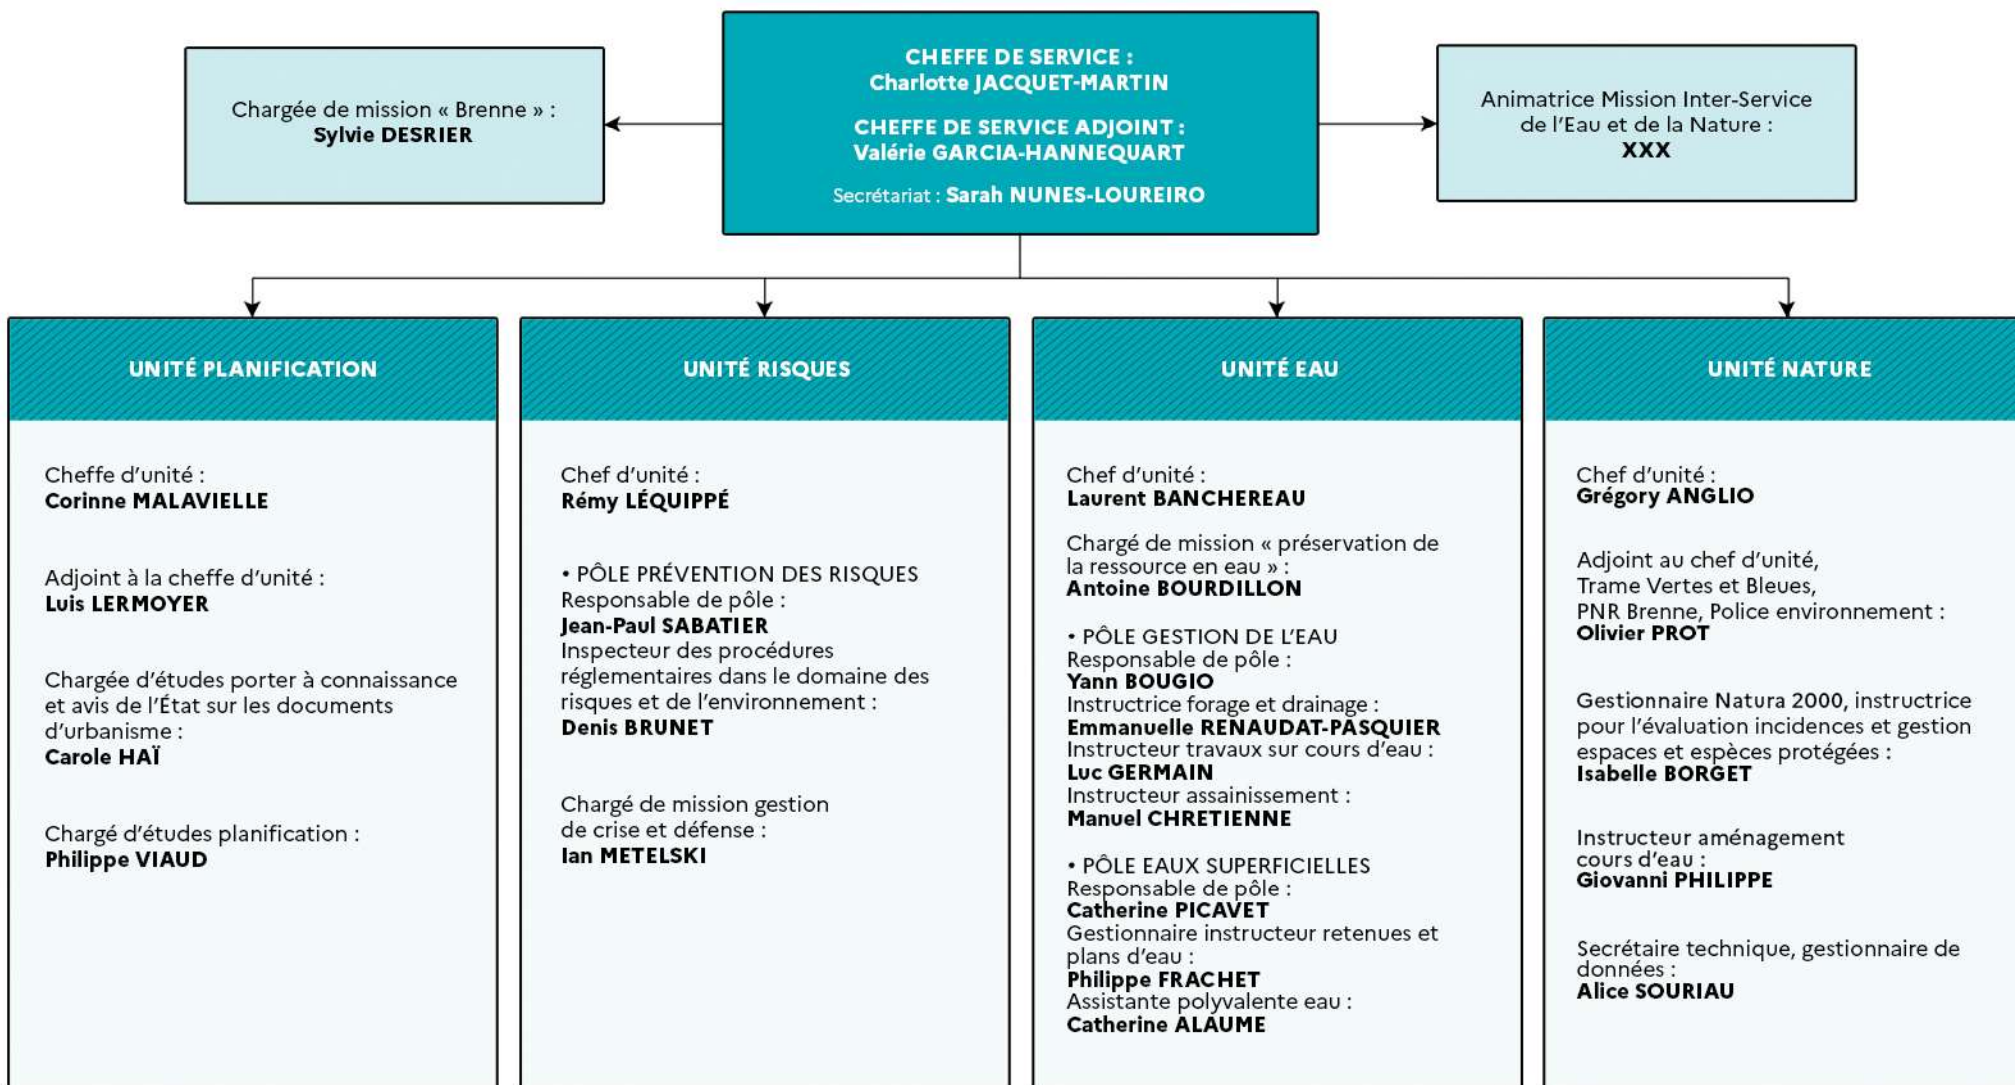 Chargée de mission « Brenne » :
Sylvie DESRIER
CHEFFE DE SERVICE :
Charlotte JACQUET-MARTIN
CHEFFE DE SERVICE ADJOINT :
Valérie GARCIA-HANNEQUART
Secrétariat : Sarah NUNES-LOUREIRO
Animatrice Mission Inter-Service
de l'Eau et de la Nature :
XXX
UNITÉ PLANIFICATION
Cheffe d'unité :
Corinne MALAVIELLE
Adjoint à la cheffe d'unité :
Luis LERMOYER
Chargée d'études porter à connaissance
et avis de l'État sur les documents
d'urbanisme :
Carole HAÏ
Chargé d'études planification :
Philippe VIAUD
UNITÉ RISQUES
Chef d'unité :
Rémy LÉQUIPPÉ
• PÔLE PRÉVENTION DES RISQUES
Responsable de pôle :
Jean-Paul SABATIER
Inspecteur des procédures
réglementaires dans le domaine des
risques et de l'environnement :
Denis BRUNET
Chargé de mission gestion
de crise et défense :
Ian METELSKI
UNITÉ EAU
Chef d'unité :
Laurent BANCHEREAU
Chargé de mission « préservation de
la ressource en eau » :
Antoine BOURDILLON
• PÔLE GESTION DE L'EAU
Responsable de pôle :
Yann BOUGIO
Instructrice forage et drainage :
Emmanuelle RENAUDAT-PASQUIER
Instructeur travaux sur cours d'eau :
Luc GERMAIN
Instructeur assainissement :
Manuel CHRETIENNE
• PÔLE EAUX SUPERFICIELLES
Responsable de pôle :
Catherine PICAVET
Gestionnaire instructeur retenues et
plans d'eau :
Philippe FRACHET
Assistante polyvalente eau :
Catherine ALAUME
UNITÉ NATURE
Chef d'unité :
Grégory ANGLIO
Adjoint au chef d'unité,
Trame Vertes et Bleues,
PNR Brenne, Police environnement :
Olivier PROT
Gestionnaire Natura 2000, instructrice
pour l'évaluation incidences et gestion
espaces et espèces protégées :
Isabelle BORGET
Instructeur aménagement
cours d'eau :
Giovanni PHILIPPE
Secrétaire technique, gestionnaire de
données :
Alice SOURIAU